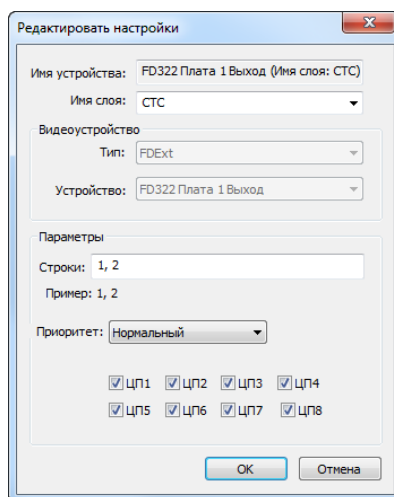 Редактировать настройки
Имя устройства: FD322 Плата 1 Выход (Имя слоя: СТС)
Имя слоя: СТС
Видеоустройство
Тип: FDExt
Устройство: FD322 Плата 1 Выход
Параметры
Строки: 1, 2
Пример: 1, 2
Приоритет: Нормальный
ЦП1 ЦП2 ЦП3 ЦП4
ЦП5 ЦП6 ЦП7 ЦП8
OK Отмена